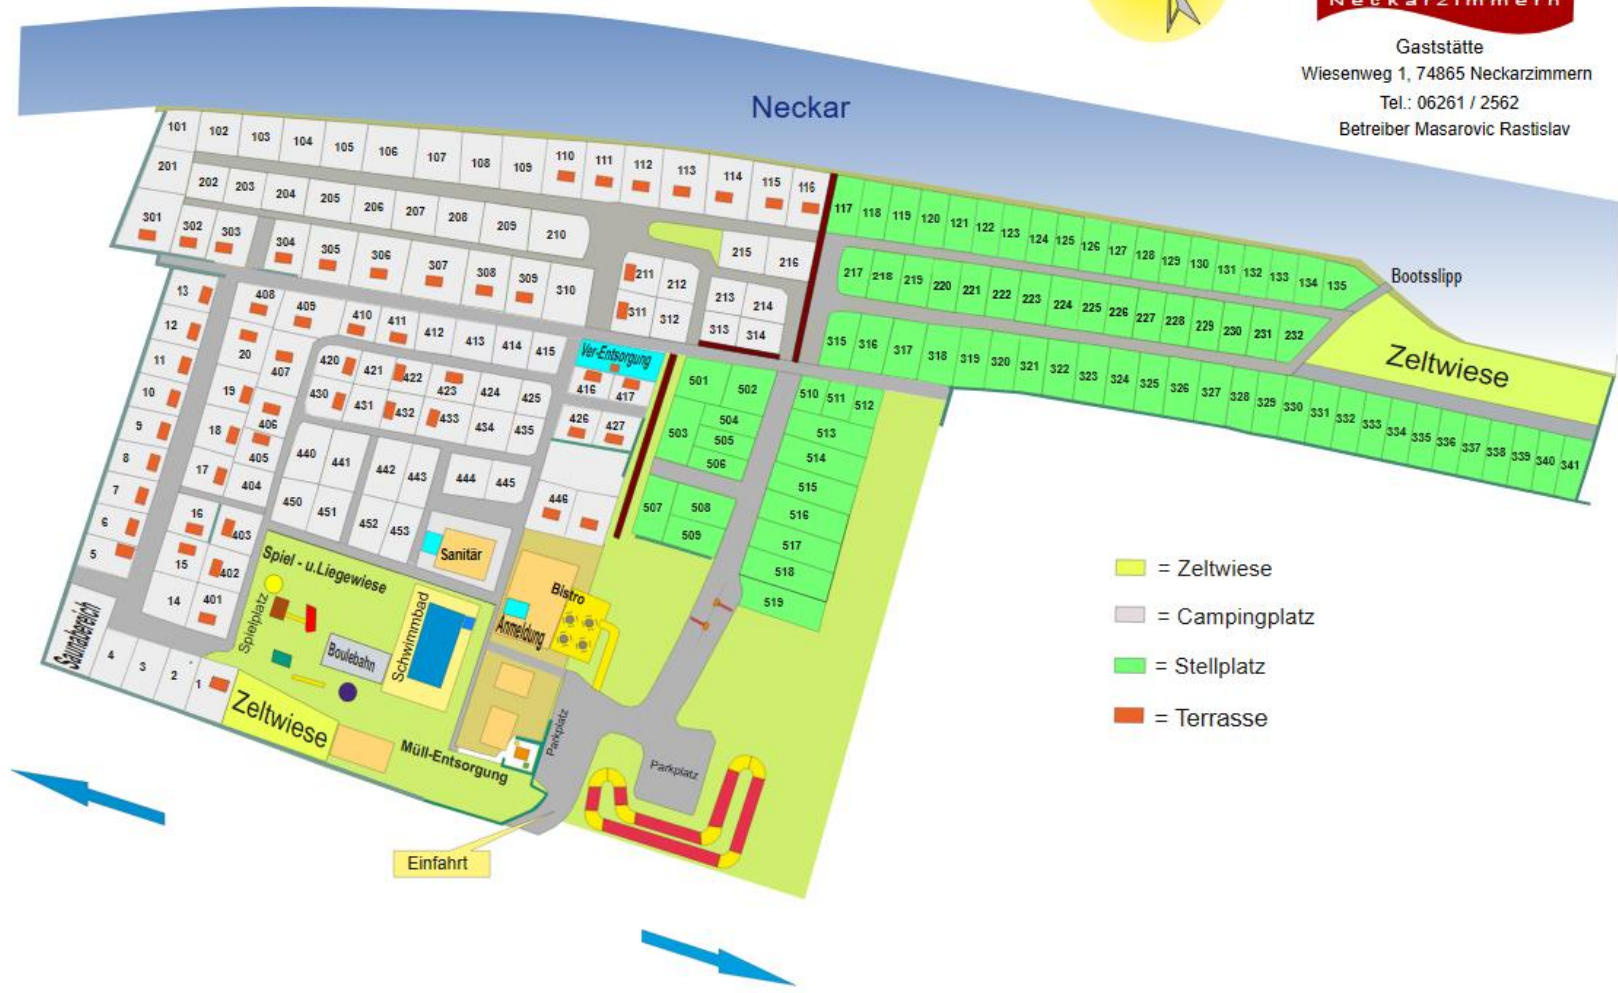 Neckarzimmern
Gaststätte
Wiesenweg 1, 74865 Neckarzimmern
Tel.: 06261 / 2562
Betreiber Masarovic Rastislav
Neckar
101 102 103 104 105 106 107 108 109 110 111 112 113 114 115 116
117 118 119 120 121 122 123 124 125 126 127 128 129 130 131 132 133 134 135
201 202 203 204 205 206 207 208 209 210
211 212 213 214 215 216
217 218 219 220 221 222 223 224 225 226 227 228 229 230 231 232
Bootsslipp
Zeltwiese
301 302 303 304 305 306 307 308 309 310
311 312 313 314
315 316 317 318 319 320 321 322 323 324 325 326 327 328 329 330 331 332 333 334 335 336 337 338 339 340 341
13
12
11
10
9
8
7
6
5
408 409 410 411 412 413 414 415
Ver-Entsorgung
416 417
20 407
420 421 422 423 424 425
19 406
430 431 432 433 434 435
426 427
18 405
17 404
440 441 442 443 444 445
446
450 451 452 453
16 403
15 402
14 401
501 502
503 504
505
506
507 508
509
510 511 512
513
514
515
516
517
518
519
Sanitär
Spiel - u.Liegewiese
Spielplatz
Boulebahn
Schwimmbad
Bistro
Anmeldung
Saunabereich
4 3 2 1
Zeltwiese
Müll-Entsorgung
Parkplatz
Parkplatz
Einfahrt
= Zeltwiese
= Campingplatz
= Stellplatz
= Terrasse